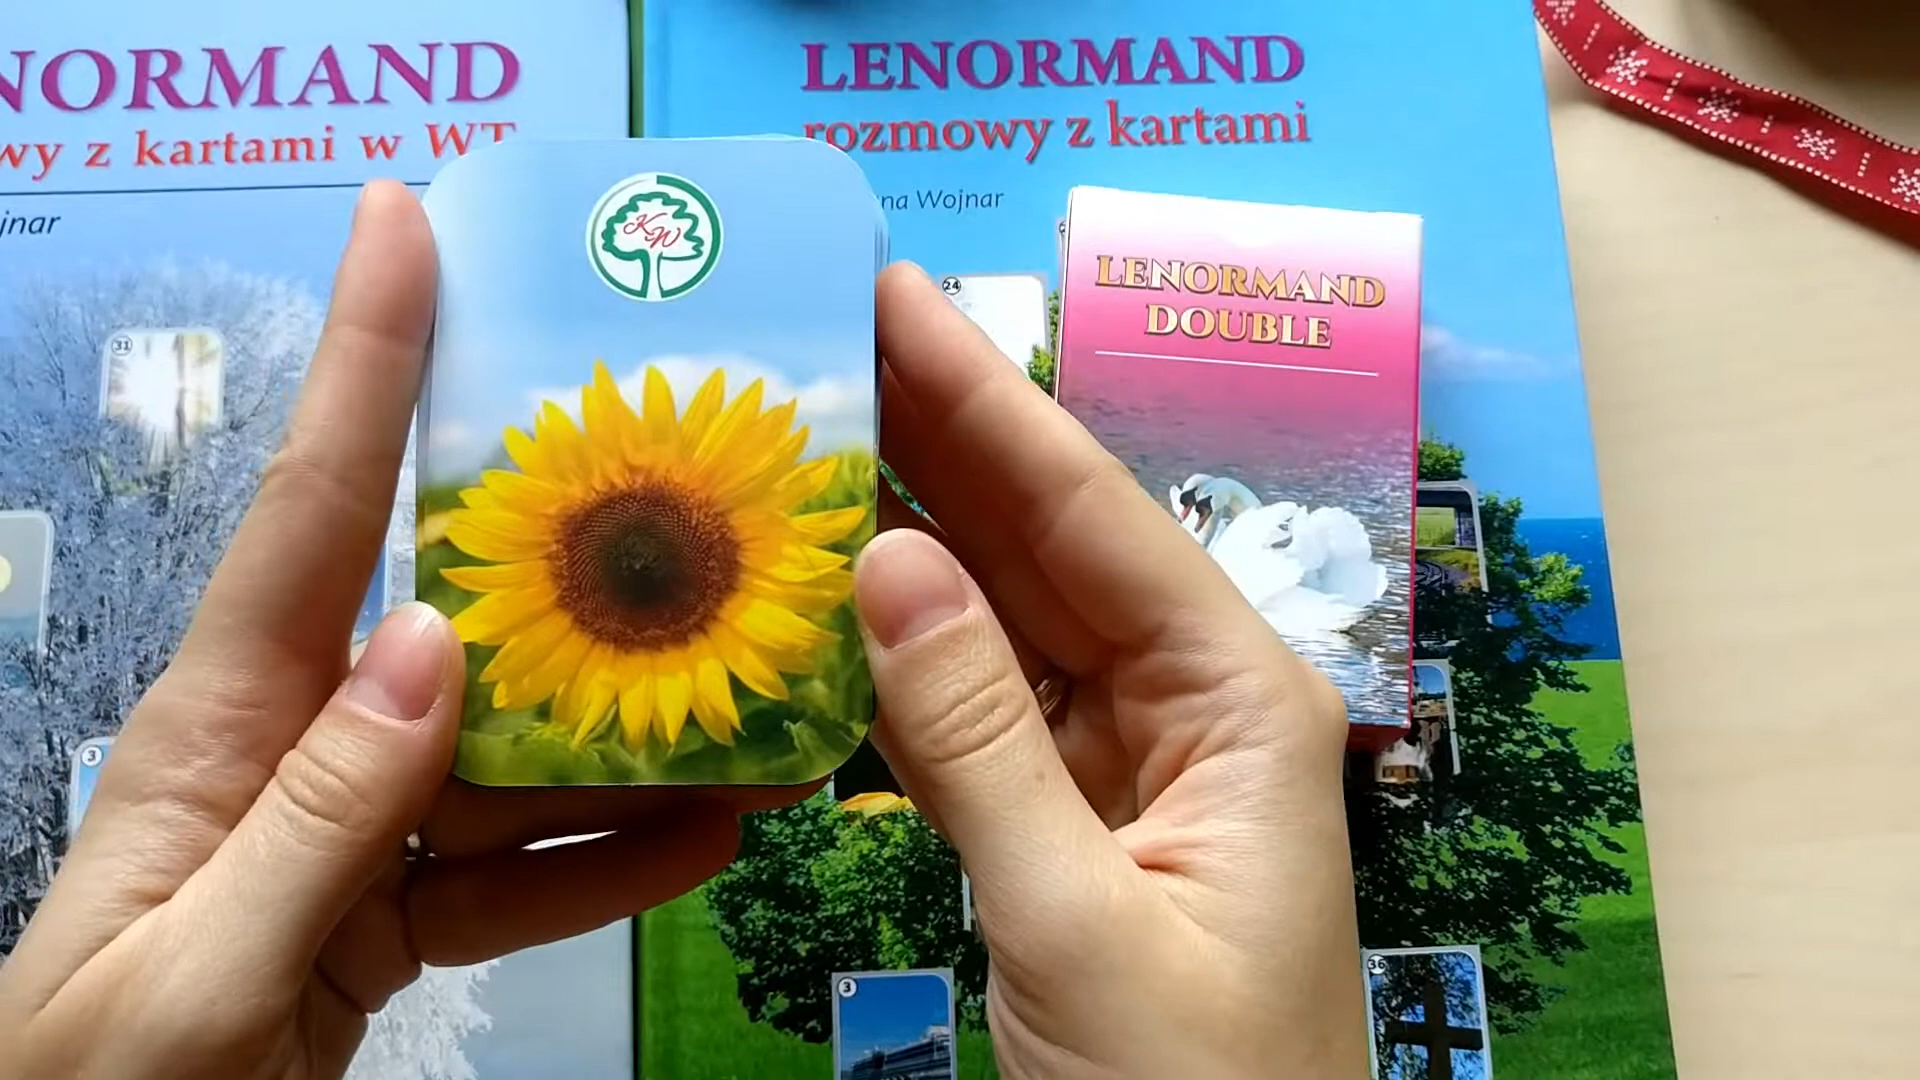 NORMAND
wy z kartami w WT
jnar
31
3
LENORMAND
rozmowy z kartami
na Wojnar
24
KW
LENORMAND
DOUBLE
3
36